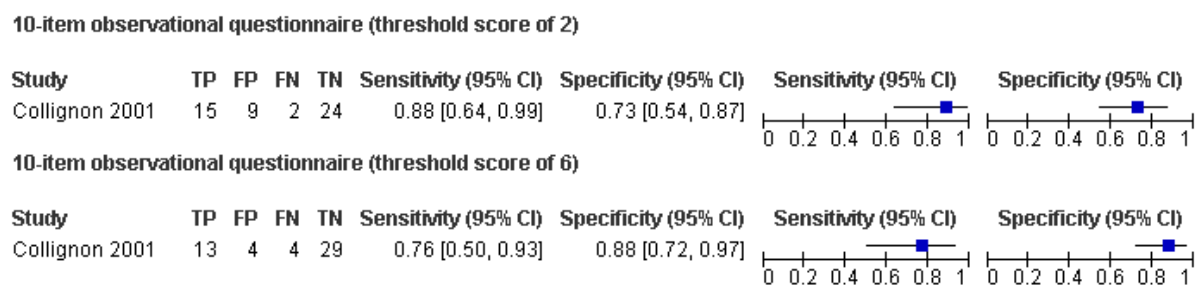 10-item observational questionnaire (threshold score of 2)
Study TP FP FN TN Sensitivity (95% CI) Specificity (95% CI) Sensitivity (95% CI) Specificity (95% CI)
Collignon 2001 15 9 2 24 0.88 [0.64, 0.99] 0.73 [0.54, 0.87]
0 0.2 0.4 0.6 0.8 1 0 0.2 0.4 0.6 0.8 1
10-item observational questionnaire (threshold score of 6)
Study TP FP FN TN Sensitivity (95% CI) Specificity (95% CI) Sensitivity (95% CI) Specificity (95% CI)
Collignon 2001 13 4 4 29 0.76 [0.50, 0.93] 0.88 [0.72, 0.97]
0 0.2 0.4 0.6 0.8 1 0 0.2 0.4 0.6 0.8 1